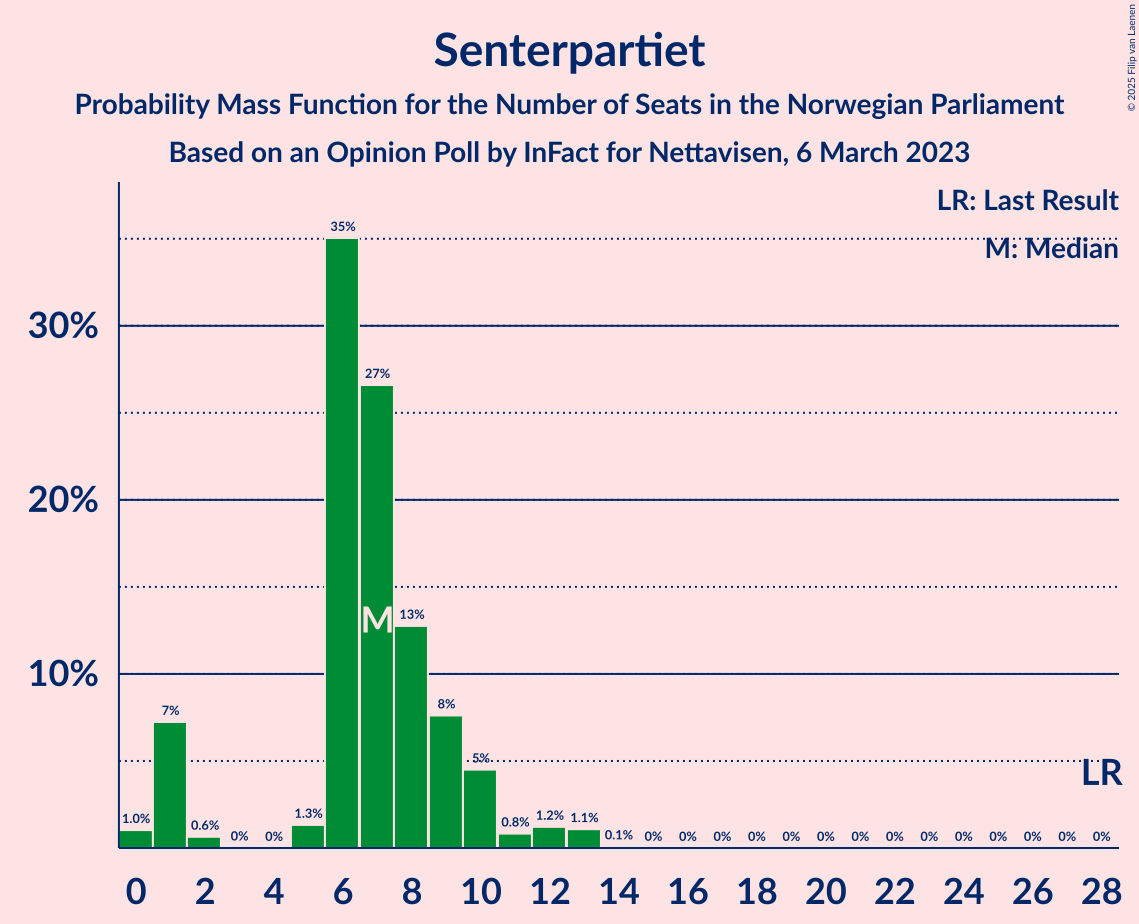 © 2025 Filip van Laenen
Senterpartiet
Probability Mass Function for the Number of Seats in the Norwegian Parliament
Based on an Opinion Poll by InFact for Nettavisen, 6 March 2023
LR: Last Result
M: Median
30%
20%
10%
1.0% 7% 0.6% 0% 0% 1.3% 35% 27% 13% 8% 5% 0.8% 1.2% 1.1% 0.1% 0% 0% 0% 0% 0% 0% 0% 0% 0% 0% 0% 0% 0% 0%
M
LR
0 2 4 6 8 10 12 14 16 18 20 22 24 26 28